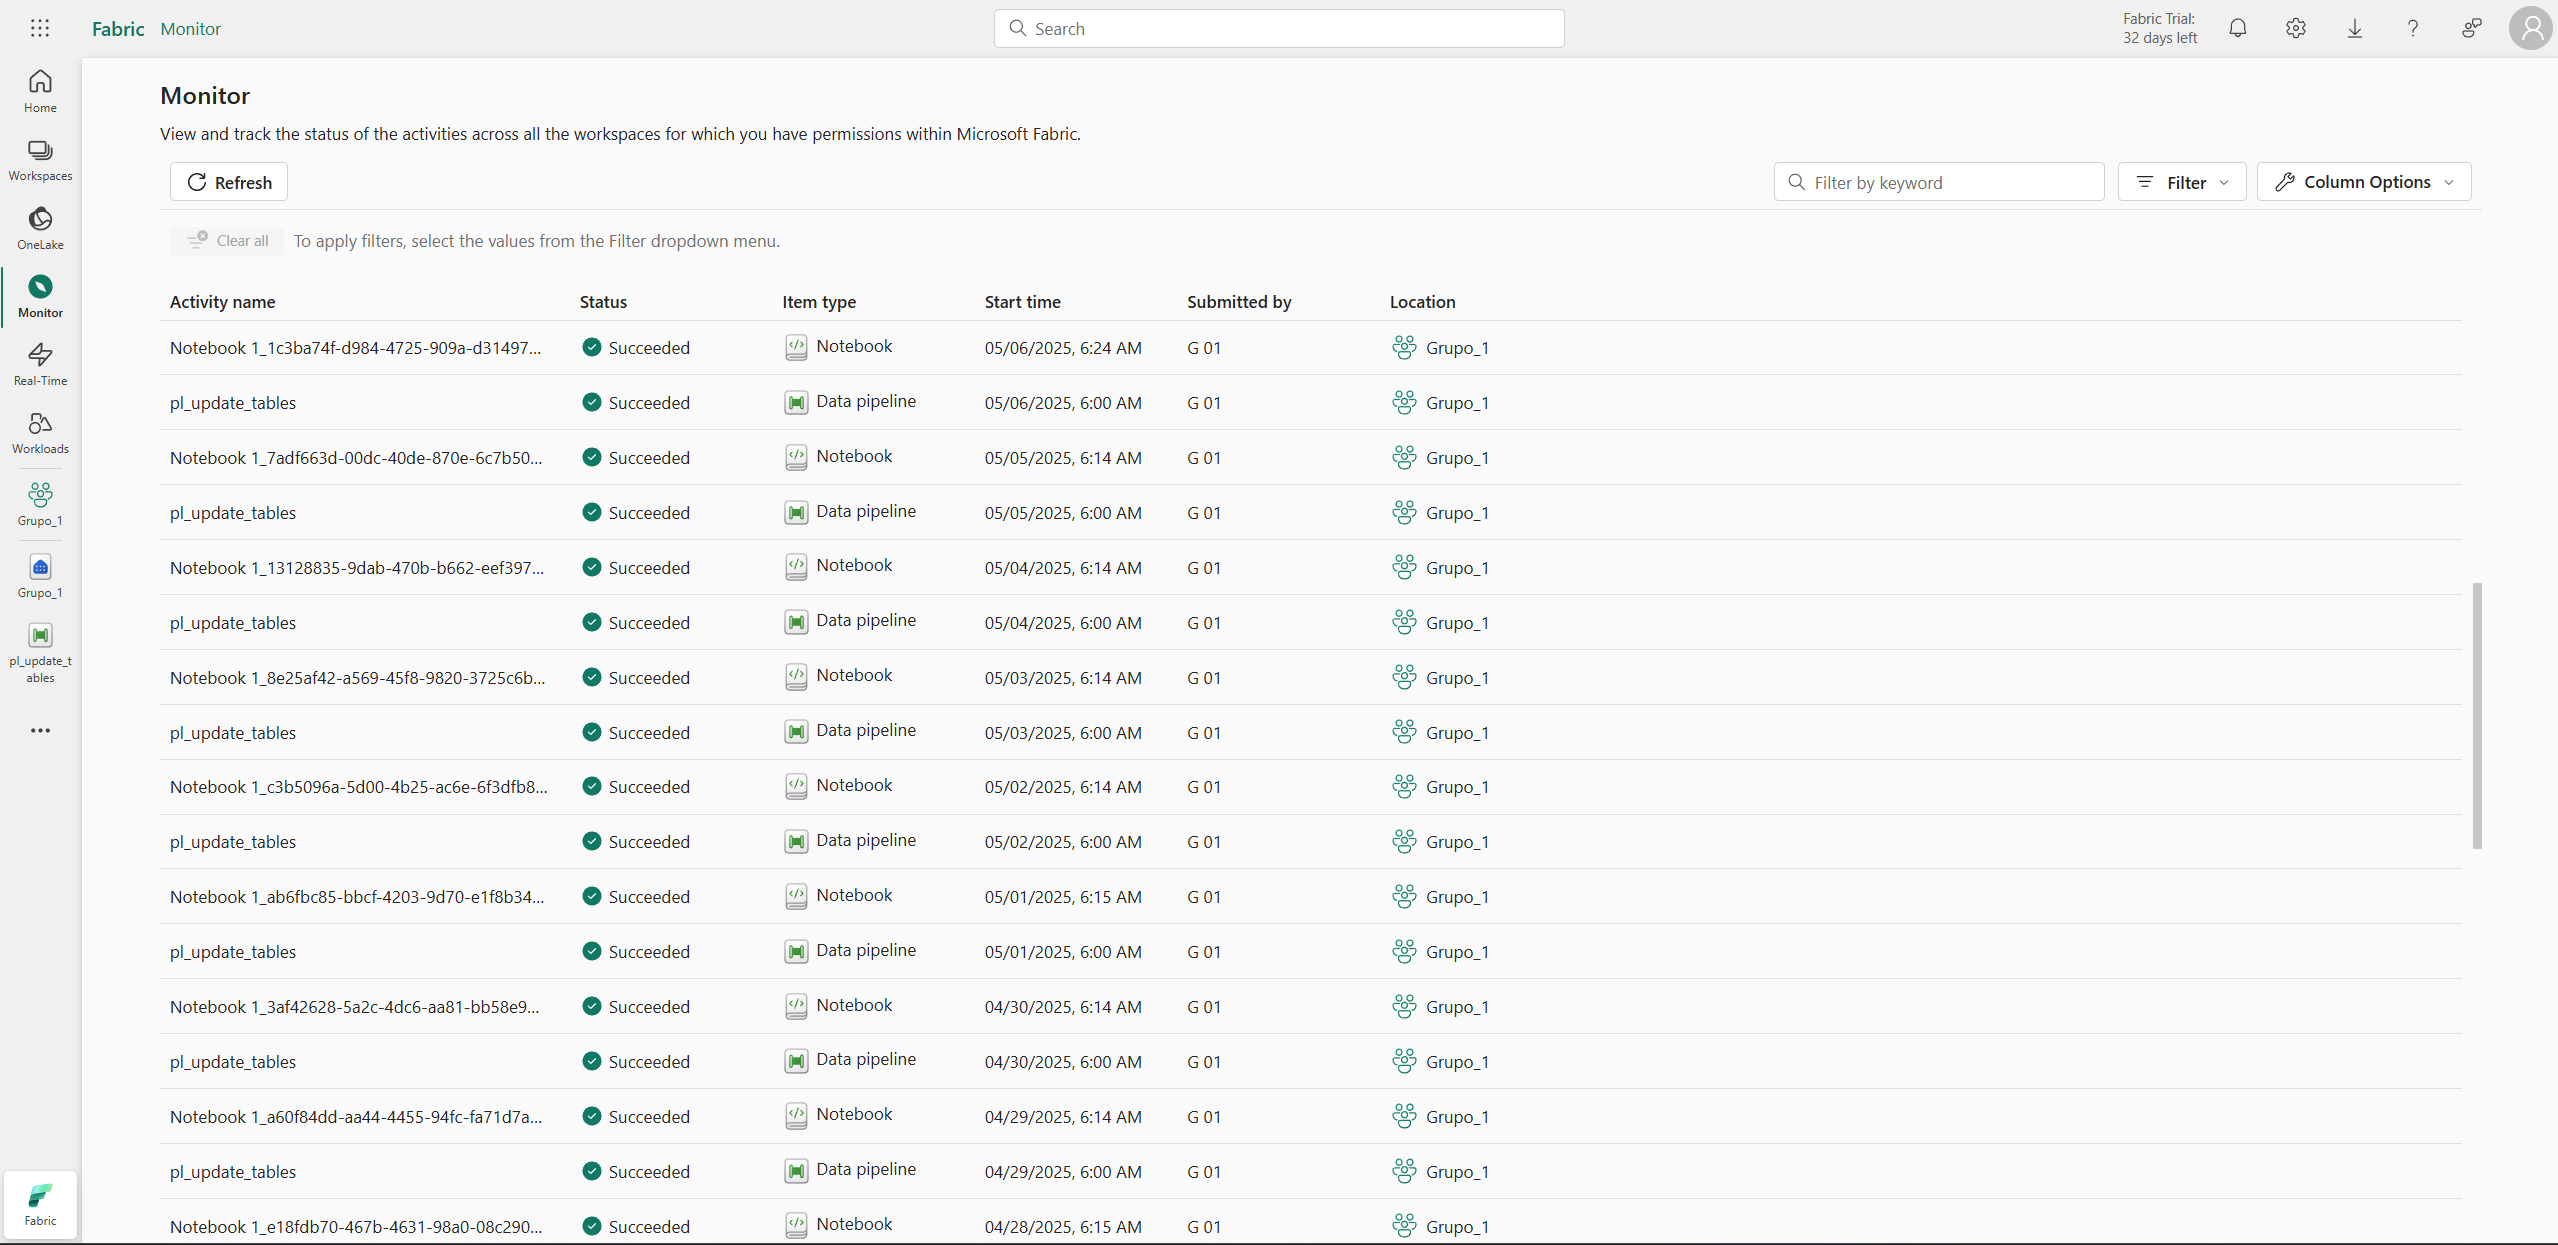 Fabric Monitor
Search
Fabric Trial:
32 days left
?
Home
Workspaces
OneLake
Monitor
Real-Time
Workloads
Grupo_1
Grupo_1
pl_update_t
ables
Fabric
Monitor
View and track the status of the activities across all the workspaces for which you have permissions within Microsoft Fabric.
Refresh
Filter by keyword
Filter
Column Options
Clear all To apply filters, select the values from the Filter dropdown menu.
Activity name Status Item type Start time Submitted by Location
Notebook 1_1c3ba74f-d984-4725-909a-d31497... Succeeded Notebook 05/06/2025, 6:24 AM G 01 Grupo_1
pl_update_tables Succeeded Data pipeline 05/06/2025, 6:00 AM G 01 Grupo_1
Notebook 1_7adf663d-00dc-40de-870e-6c7b50... Succeeded Notebook 05/05/2025, 6:14 AM G 01 Grupo_1
pl_update_tables Succeeded Data pipeline 05/05/2025, 6:00 AM G 01 Grupo_1
Notebook 1_13128835-9dab-470b-b662-eef397... Succeeded Notebook 05/04/2025, 6:14 AM G 01 Grupo_1
pl_update_tables Succeeded Data pipeline 05/04/2025, 6:00 AM G 01 Grupo_1
Notebook 1_8e25af42-a569-45f8-9820-3725c6b... Succeeded Notebook 05/03/2025, 6:14 AM G 01 Grupo_1
pl_update_tables Succeeded Data pipeline 05/03/2025, 6:00 AM G 01 Grupo_1
Notebook 1_c3b5096a-5d00-4b25-ac6e-6f3dfb8... Succeeded Notebook 05/02/2025, 6:14 AM G 01 Grupo_1
pl_update_tables Succeeded Data pipeline 05/02/2025, 6:00 AM G 01 Grupo_1
Notebook 1_ab6fbc85-bbcf-4203-9d70-e1f8b34... Succeeded Notebook 05/01/2025, 6:15 AM G 01 Grupo_1
pl_update_tables Succeeded Data pipeline 05/01/2025, 6:00 AM G 01 Grupo_1
Notebook 1_3af42628-5a2c-4dc6-aa81-bb58e9... Succeeded Notebook 04/30/2025, 6:14 AM G 01 Grupo_1
pl_update_tables Succeeded Data pipeline 04/30/2025, 6:00 AM G 01 Grupo_1
Notebook 1_a60f84dd-aa44-4455-94fc-fa71d7a... Succeeded Notebook 04/29/2025, 6:14 AM G 01 Grupo_1
pl_update_tables Succeeded Data pipeline 04/29/2025, 6:00 AM G 01 Grupo_1
Notebook 1_e18fdb70-467b-4631-98a0-08c290... Succeeded Notebook 04/28/2025, 6:15 AM G 01 Grupo_1